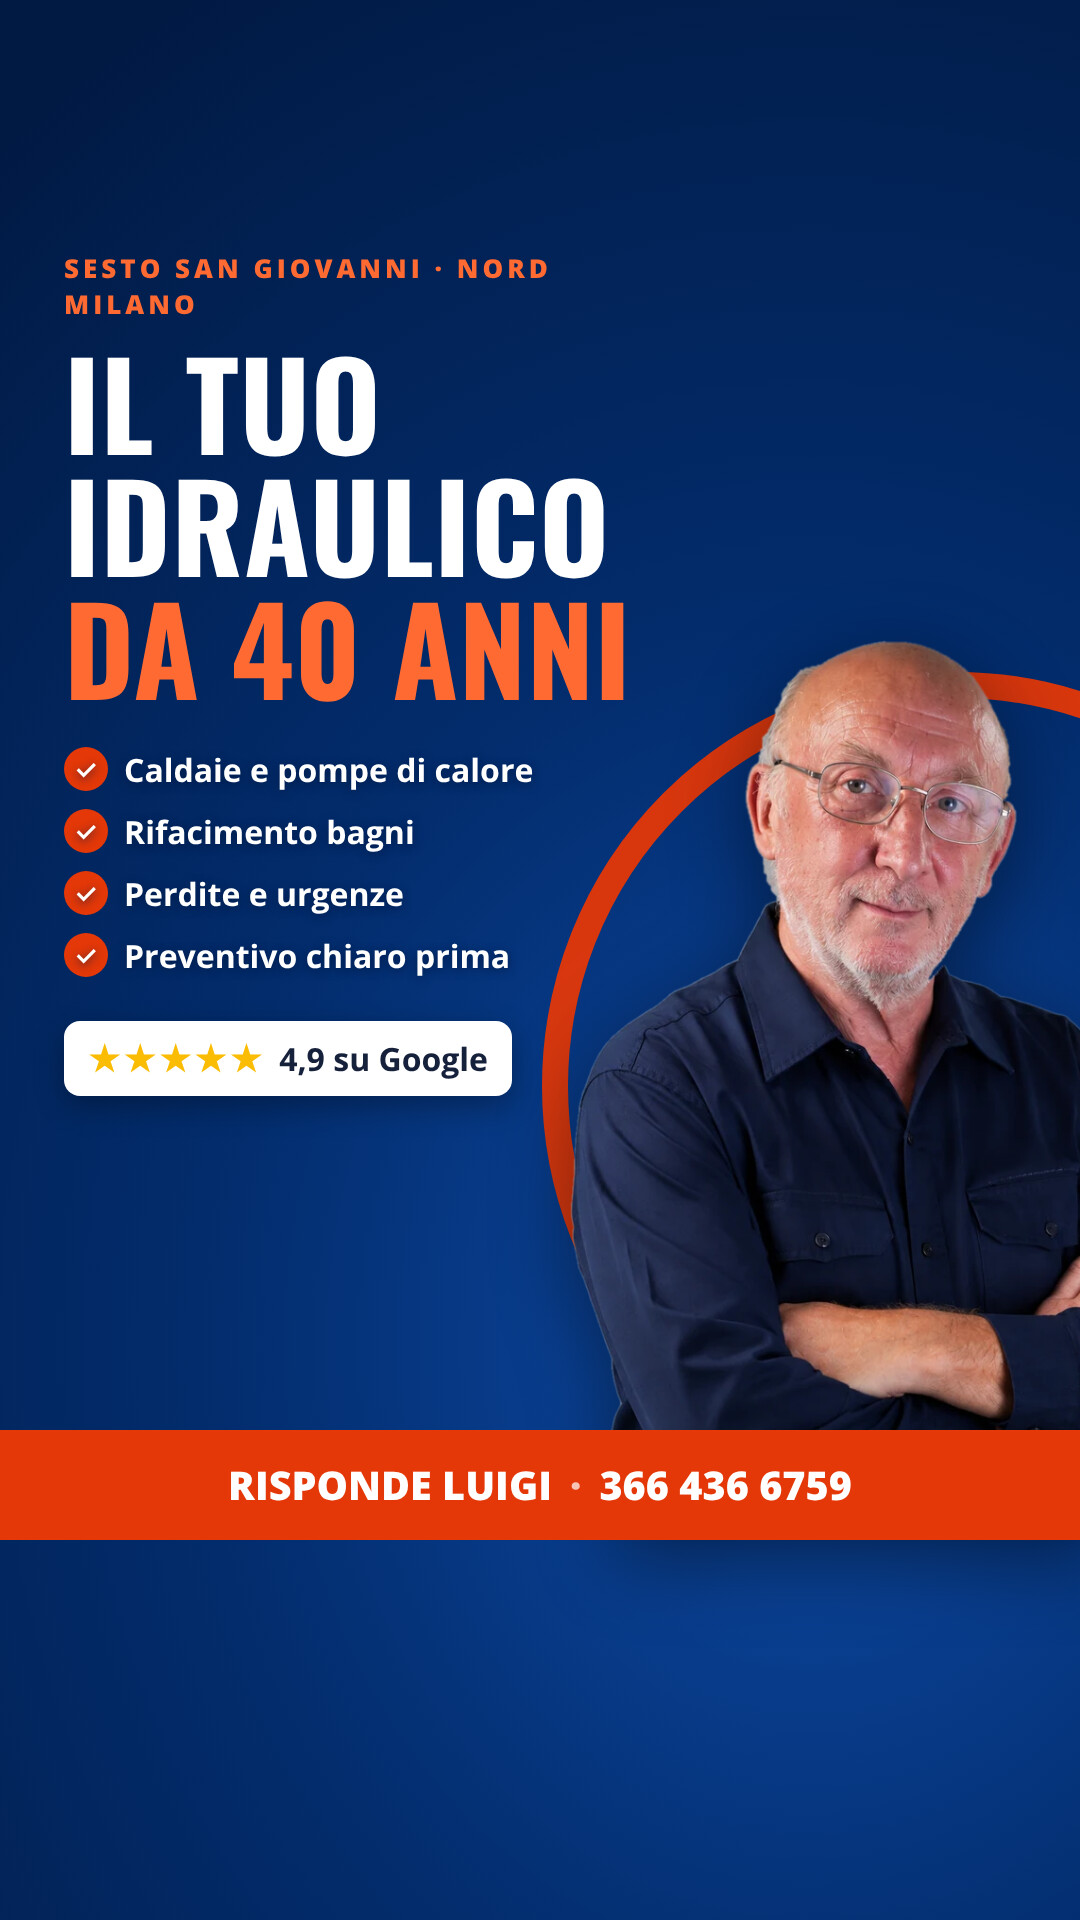 SESTO SAN GIOVANNI · NORD
MILANO
IL TUO
IDRAULICO
DA 40 ANNI
Caldaie e pompe di calore
Rifacimento bagni
Perdite e urgenze
Preventivo chiaro prima
★★★★★ 4,9 su Google
RISPONDE LUIGI · 366 436 6759